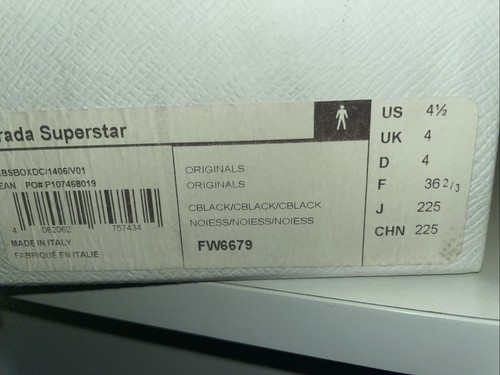 rada Superstar
BSBOXDC/1406/V01
EAN PO# P107468019
4 062062 757434
MADE IN ITALY
FABRIQUÉ EN ITALIE
ORIGINALS
ORIGINALS
CBLACK/CBLACK/CBLACK
NOIESS/NOIESS/NOIESS
FW6679
US 4½
UK 4
D 4
F 36 2/3
J 225
CHN 225